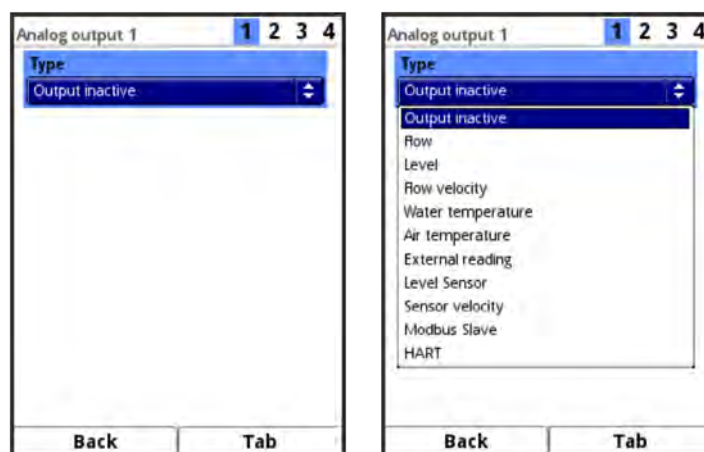 Analog output 1 1 2 3 4
Type
Output inactive
Back Tab
Analog output 1 1 2 3 4
Type
Output inactive
Output inactive
Flow
Level
Flow velocity
Water temperature
Air temperature
External reading
Level Sensor
Sensor velocity
Modbus Slave
HART
Back Tab